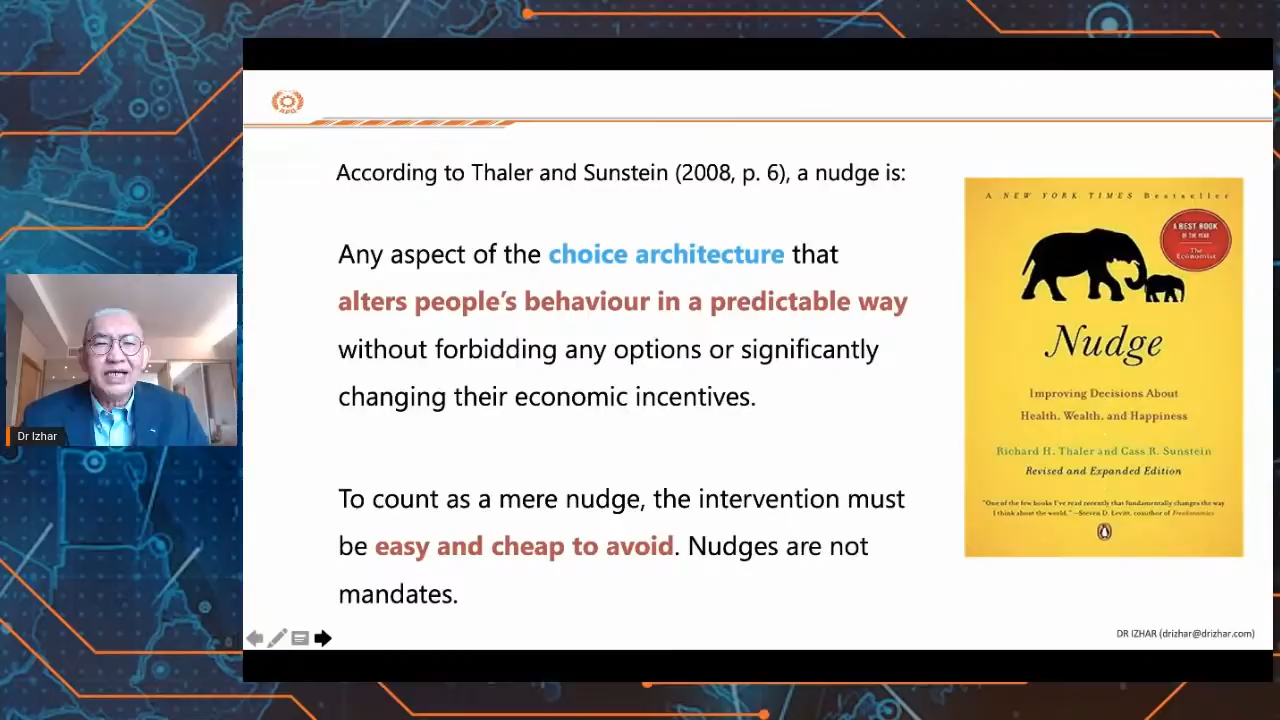 APO
According to Thaler and Sunstein (2008, p. 6), a nudge is:
Any aspect of the choice architecture that
alters people's behaviour in a predictable way
without forbidding any options or significantly
changing their economic incentives.
To count as a mere nudge, the intervention must
be easy and cheap to avoid. Nudges are not
mandates.
A NEW YORK TIMES Bestseller
A BEST BOOK
OF THE YEAR
The
Economist
Nudge
Improving Decisions About
Health, Wealth, and Happiness
Richard H. Thaler and Cass R. Sunstein
Revised and Expanded Edition
"One of the few books I've read recently that fundamentally changes the way
I think about the world." —Steven D. Levitt, coauthor of Freakonomics
Dr Izhar
DR IZHAR (drizhar@drizhar.com)